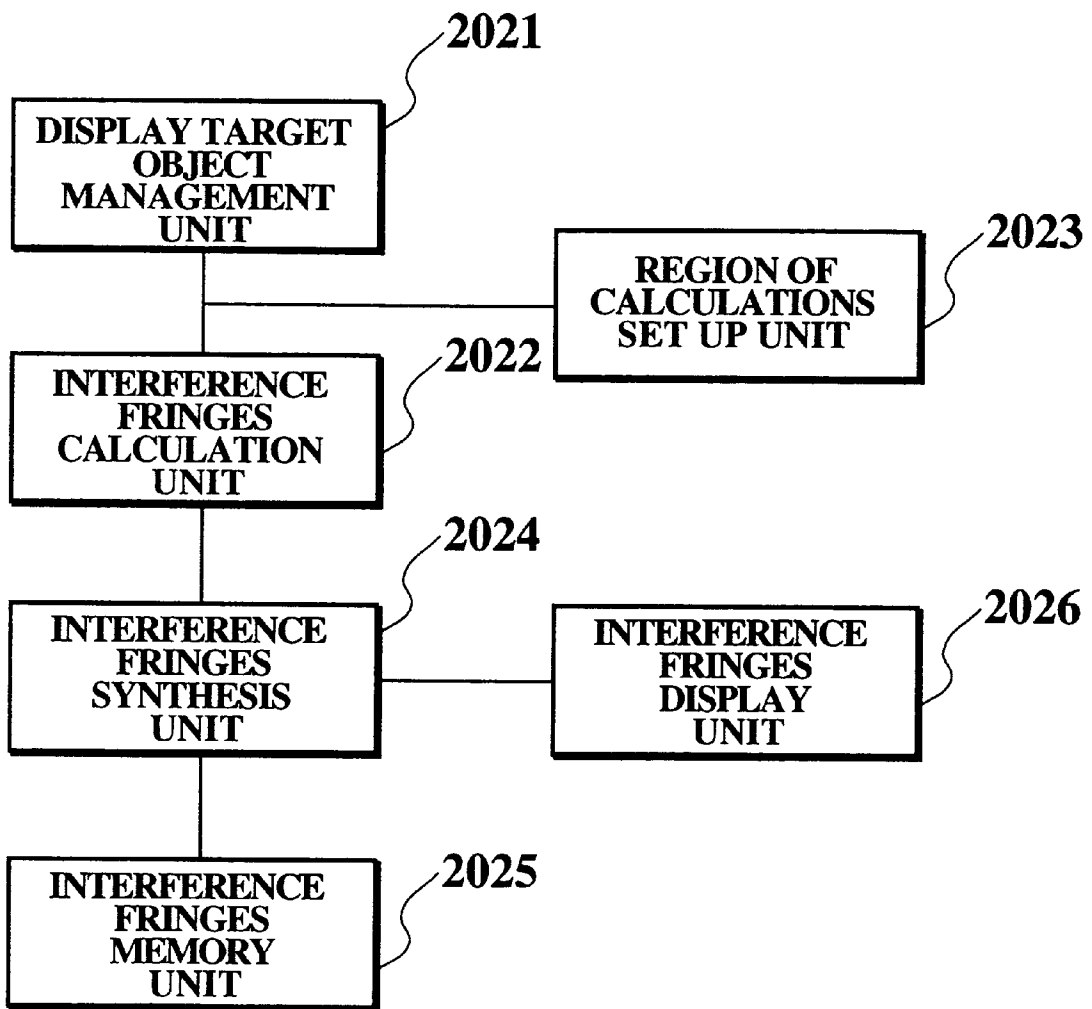 2021
DISPLAY TARGET
OBJECT
MANAGEMENT
UNIT
2023
REGION OF
CALCULATIONS
SET UP UNIT
2022
INTERFERENCE
FRINGES
CALCULATION
UNIT
2024
INTERFERENCE
FRINGES
SYNTHESIS
UNIT
2026
INTERFERENCE
FRINGES
DISPLAY
UNIT
2025
INTERFERENCE
FRINGES
MEMORY
UNIT